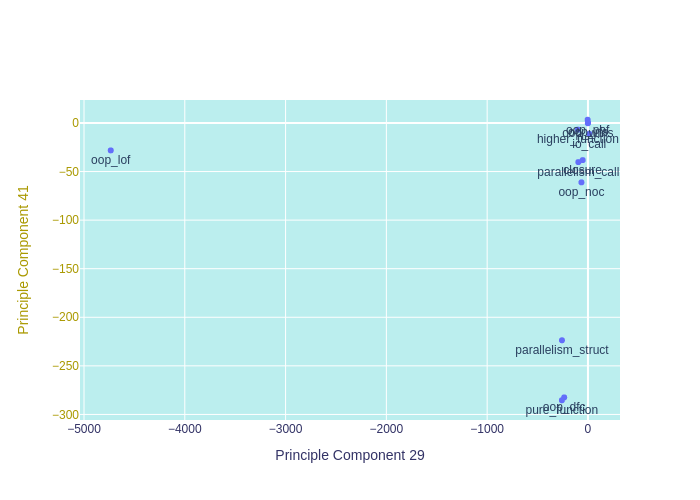 0
−50
−100
−150
−200
−250
−300
−5000
−4000
−3000
−2000
−1000
0
Principle Component 29
Principle Component 41
oop_lof
higher_function
io_call
closure
parallelism_call
oop_noc
parallelism_struct
oop_dfc
pure_function